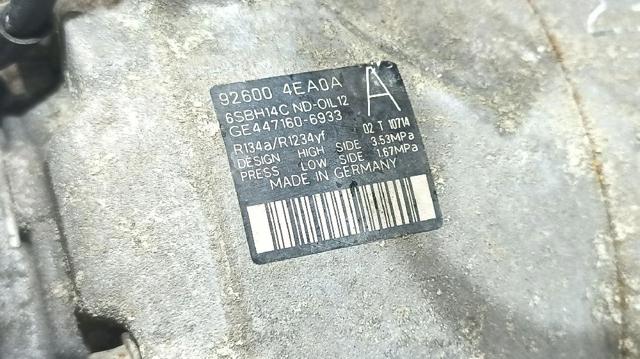 92600 4EA0A A
6SBH14C ND-OIL12
GE447160-6933
R134a/R1234yf 02 T 10714
DESIGN HIGH SIDE 3.53MPa
PRESS LOW SIDE 1.67MPa
MADE IN GERMANY